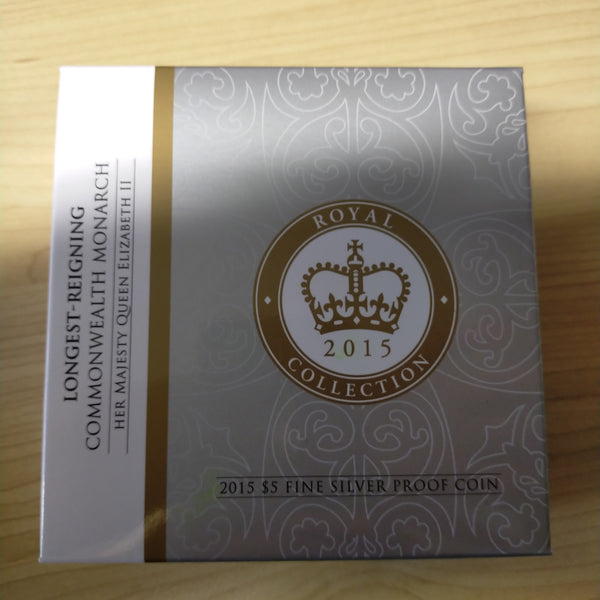 LONGEST-REIGNING
COMMONWEALTH MONARCH
HER MAJESTY QUEEN ELIZABETH II
ROYAL
2015
COLLECTION
2015 $5 FINE SILVER PROOF COIN